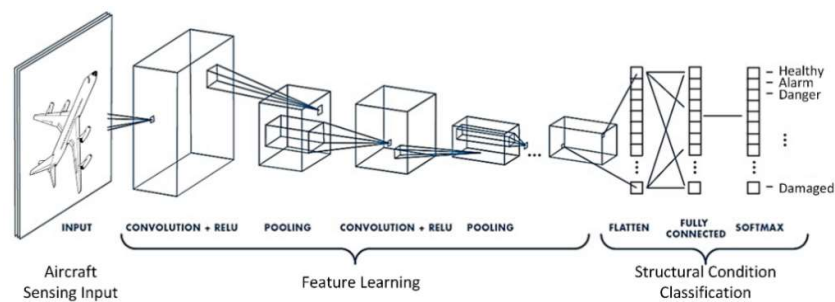 Healthy
Alarm
Danger
Damaged
INPUT
CONVOLUTION + RELU
POOLING
CONVOLUTION + RELU
POOLING
FLATTEN
FULLY
CONNECTED
SOFTMAX
Aircraft
Sensing Input
Feature Learning
Structural Condition
Classification